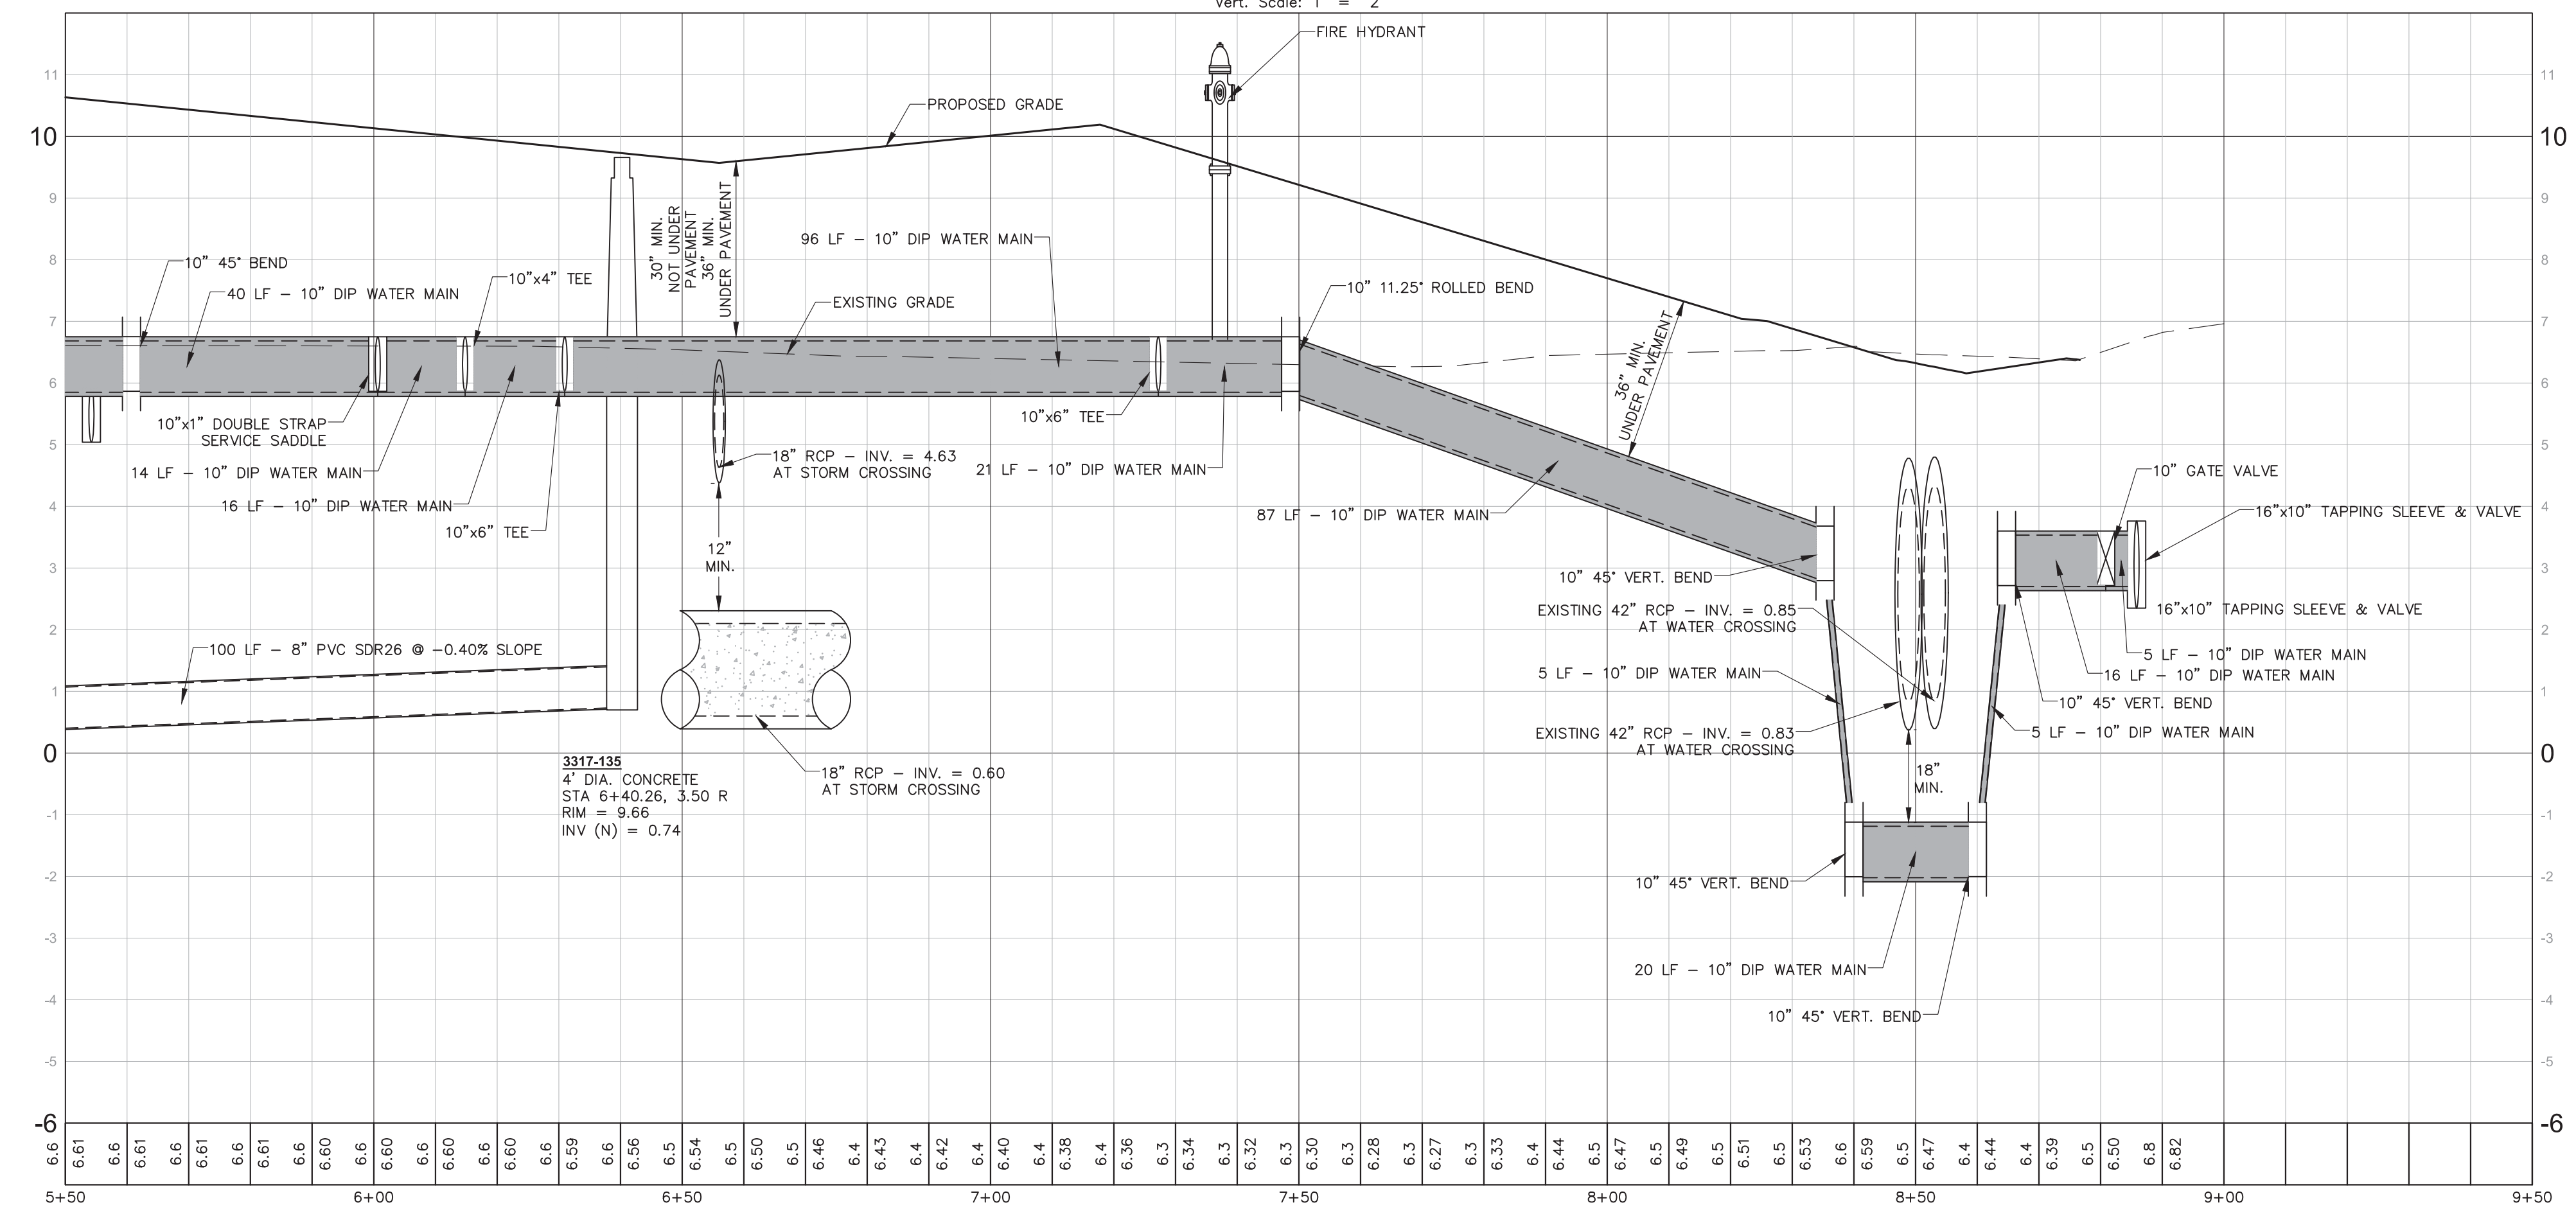 Vert. Scale: 1" = 2'
FIRE HYDRANT
11
11
PROPOSED GRADE
10
10
9
9
30" MIN.
NOT UNDER
PAVEMENT
36" MIN.
UNDER PAVEMENT
96 LF – 10" DIP WATER MAIN
8
8
10" 45° BEND
10"x4" TEE
40 LF – 10" DIP WATER MAIN
EXISTING GRADE
10" 11.25° ROLLED BEND
7
7
36" MIN.
UNDER PAVEMENT
6
6
10"x1" DOUBLE STRAP
SERVICE SADDLE
10"x6" TEE
5
5
14 LF – 10" DIP WATER MAIN
18" RCP – INV. = 4.63
AT STORM CROSSING
21 LF – 10" DIP WATER MAIN
10" GATE VALVE
16 LF – 10" DIP WATER MAIN
4
4
87 LF – 10" DIP WATER MAIN
16"x10" TAPPING SLEEVE & VALVE
10"x6" TEE
12"
MIN.
3
3
10" 45° VERT. BEND
EXISTING 42" RCP – INV. = 0.85
AT WATER CROSSING
16"x10" TAPPING SLEEVE & VALVE
2
2
100 LF – 8" PVC SDR26 @ –0.40% SLOPE
5 LF – 10" DIP WATER MAIN
5 LF – 10" DIP WATER MAIN
16 LF – 10" DIP WATER MAIN
1
1
10" 45° VERT. BEND
EXISTING 42" RCP – INV. = 0.83
AT WATER CROSSING
5 LF – 10" DIP WATER MAIN
0
0
3317-135
4' DIA. CONCRETE
STA 6+40.26, 3.50 R
RIM = 9.66
INV (N) = 0.74
18" RCP – INV. = 0.60
AT STORM CROSSING
18"
MIN.
-1
-1
10" 45° VERT. BEND
-2
-2
-3
-3
20 LF – 10" DIP WATER MAIN
-4
-4
10" 45° VERT. BEND
-5
-5
-6
-6
6.6
6.61
6.6
6.61
6.6
6.61
6.6
6.61
6.6
6.60
6.6
6.60
6.6
6.60
6.6
6.60
6.6
6.59
6.6
6.56
6.5
6.54
6.5
6.50
6.5
6.46
6.4
6.43
6.4
6.42
6.4
6.40
6.4
6.38
6.4
6.36
6.3
6.34
6.3
6.32
6.3
6.30
6.3
6.28
6.3
6.27
6.3
6.33
6.4
6.44
6.5
6.47
6.5
6.49
6.5
6.51
6.5
6.53
6.6
6.59
6.5
6.47
6.4
6.44
6.4
6.39
6.5
6.50
6.8
6.82
5+50
6+00
6+50
7+00
7+50
8+00
8+50
9+00
9+50